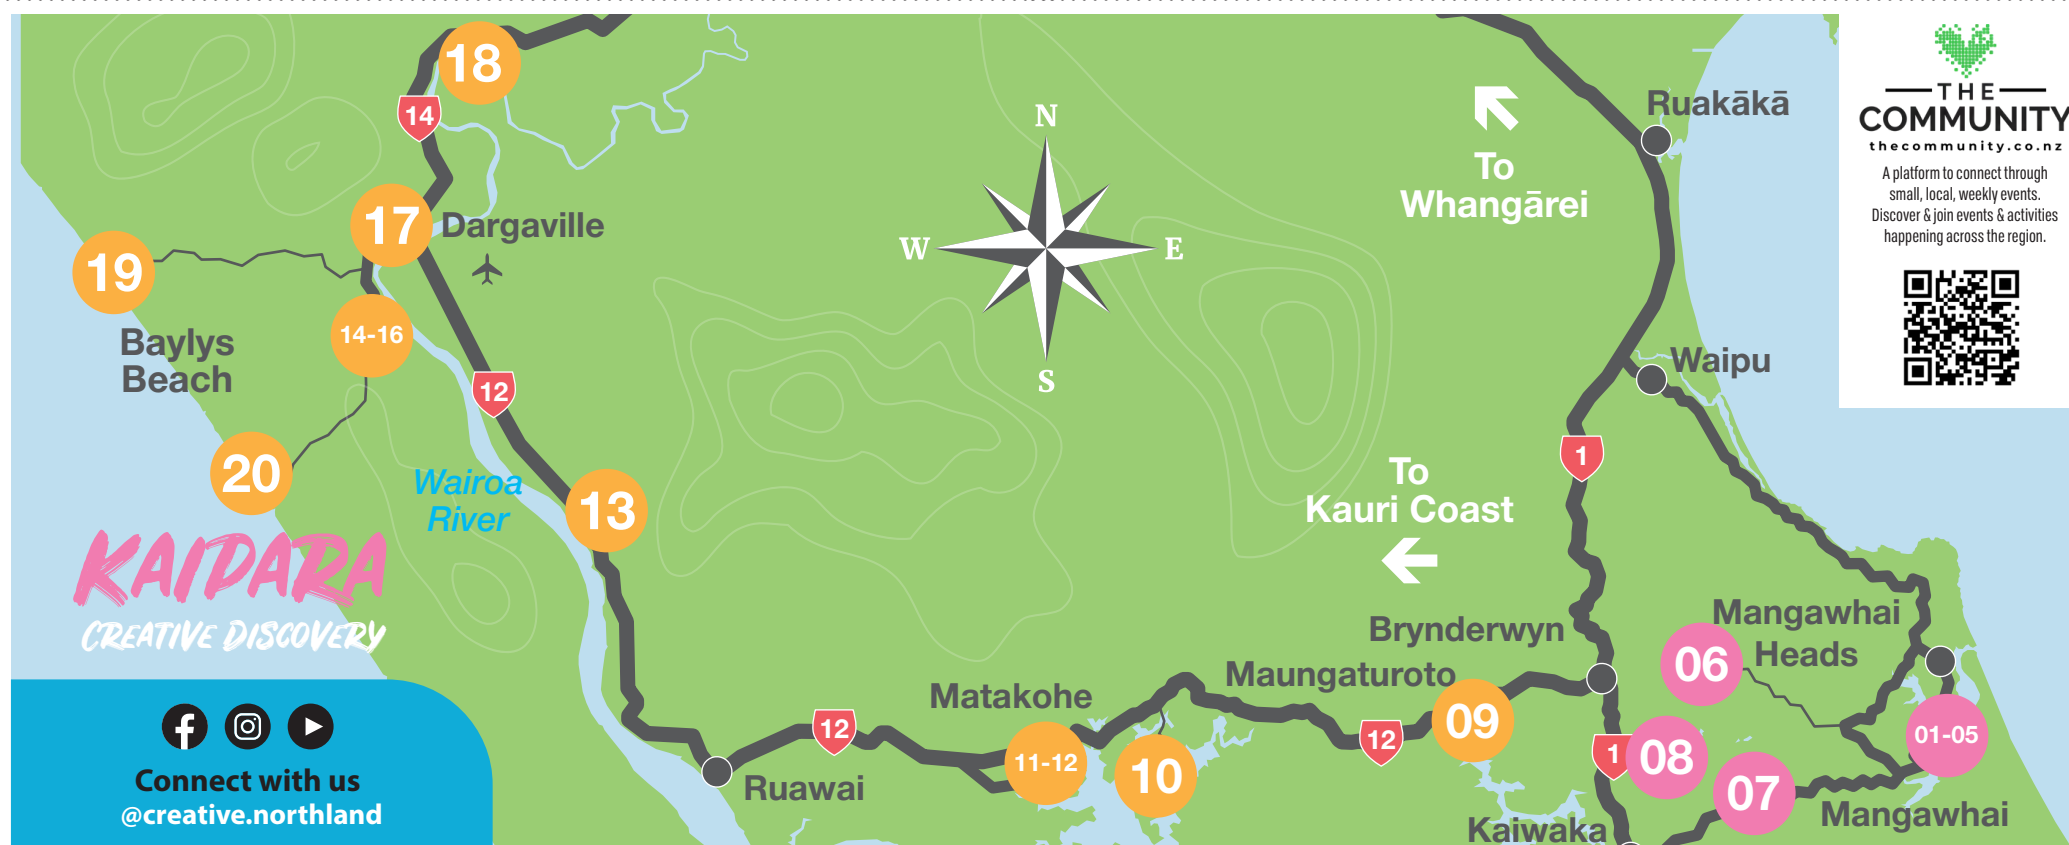 18
14
17
Dargaville
19
Baylys
Beach
14-16
12
20
Wairoa
River
13
KAIPARA
CREATIVE DISCOVERY
Connect with us
@creative.northland
N
W
E
S
To
Whangārei
Ruakākā
Waipu
1
To
Kauri Coast
Brynderwyn
Maungaturoto
Matakohe
12
11-12
10
12
09
Ruawai
Mangawhai
Heads
06
01-05
1
08
07
Mangawhai
Kaiwaka
THE
COMMUNITY
thecommunity.co.nz
A platform to connect through
small, local, weekly events.
Discover & join events & activities
happening across the region.